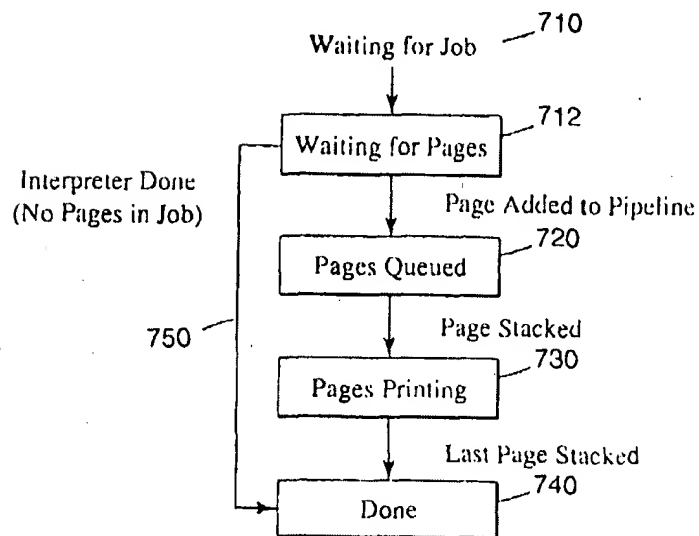 710
Waiting for Job
712
Waiting for Pages
Interpreter Done
(No Pages in Job)
Page Added to Pipeline
720
Pages Queued
750
Page Stacked
730
Pages Printing
Last Page Stacked
740
Done